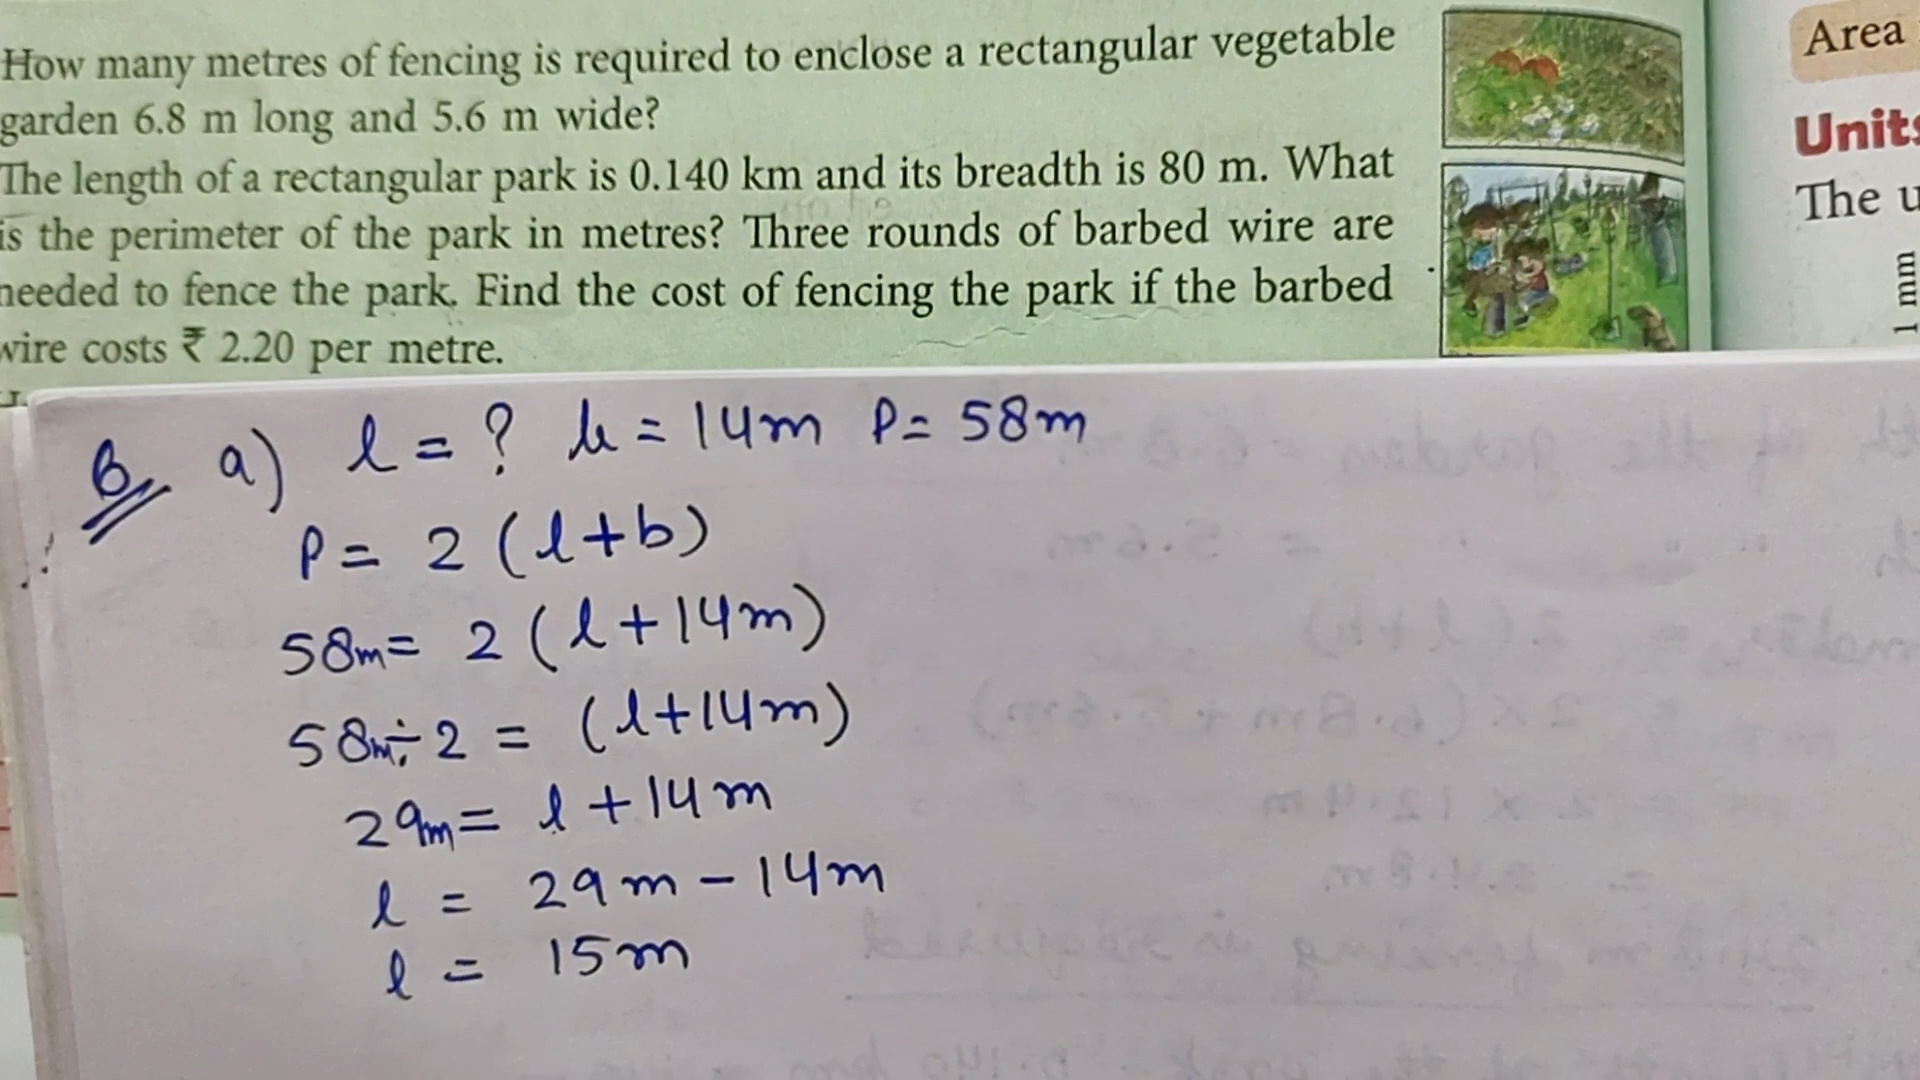 How many metres of fencing is required to enclose a rectangular vegetable
garden 6.8 m long and 5.6 m wide?
The length of a rectangular park is 0.140 km and its breadth is 80 m. What
is the perimeter of the park in metres? Three rounds of barbed wire are
needed to fence the park. Find the cost of fencing the park if the barbed
wire costs ₹ 2.20 per metre.
Area
Units
The u
1 mm
B. a) l = ? b = 14m P = 58m
P = 2 (l+b)
58m = 2 (l+14m)
58m÷2 = (l+14m)
29m = l+14m
l = 29m - 14m
l = 15m